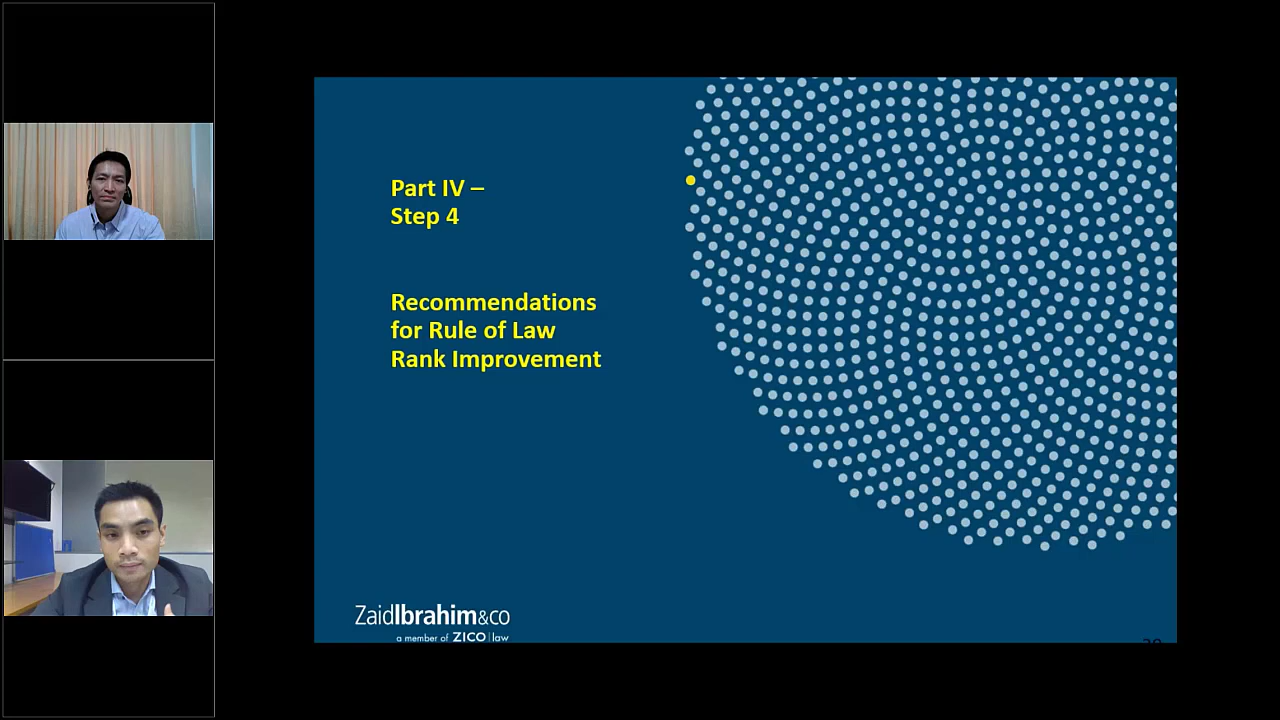 Part IV –
Step 4
Recommendations
for Rule of Law
Rank Improvement
ZaidIbrahim&co
a member of ZICO|law